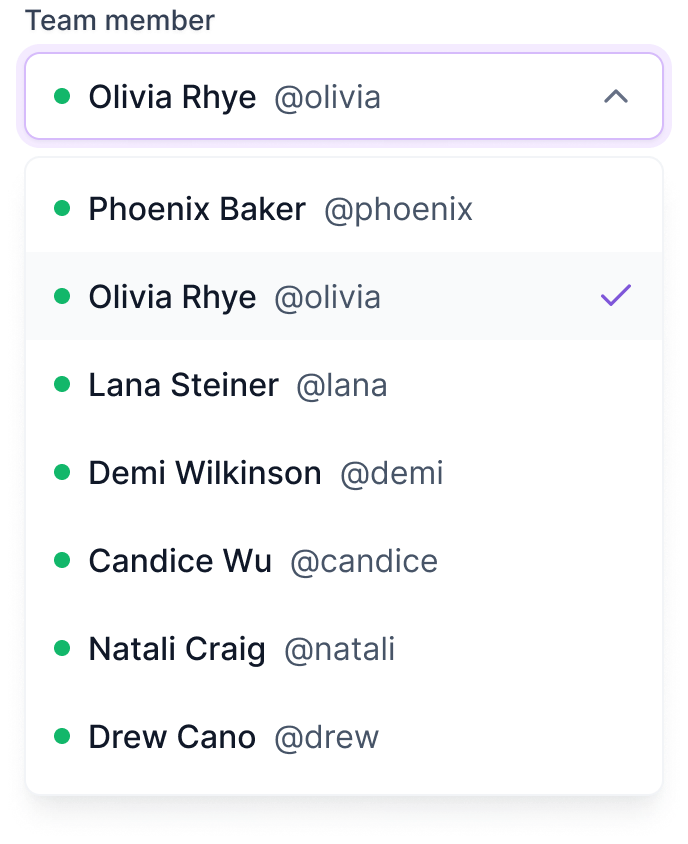 Team member
Olivia Rhye @olivia
Phoenix Baker @phoenix
Olivia Rhye @olivia
Lana Steiner @lana
Demi Wilkinson @demi
Candice Wu @candice
Natali Craig @natali
Drew Cano @drew